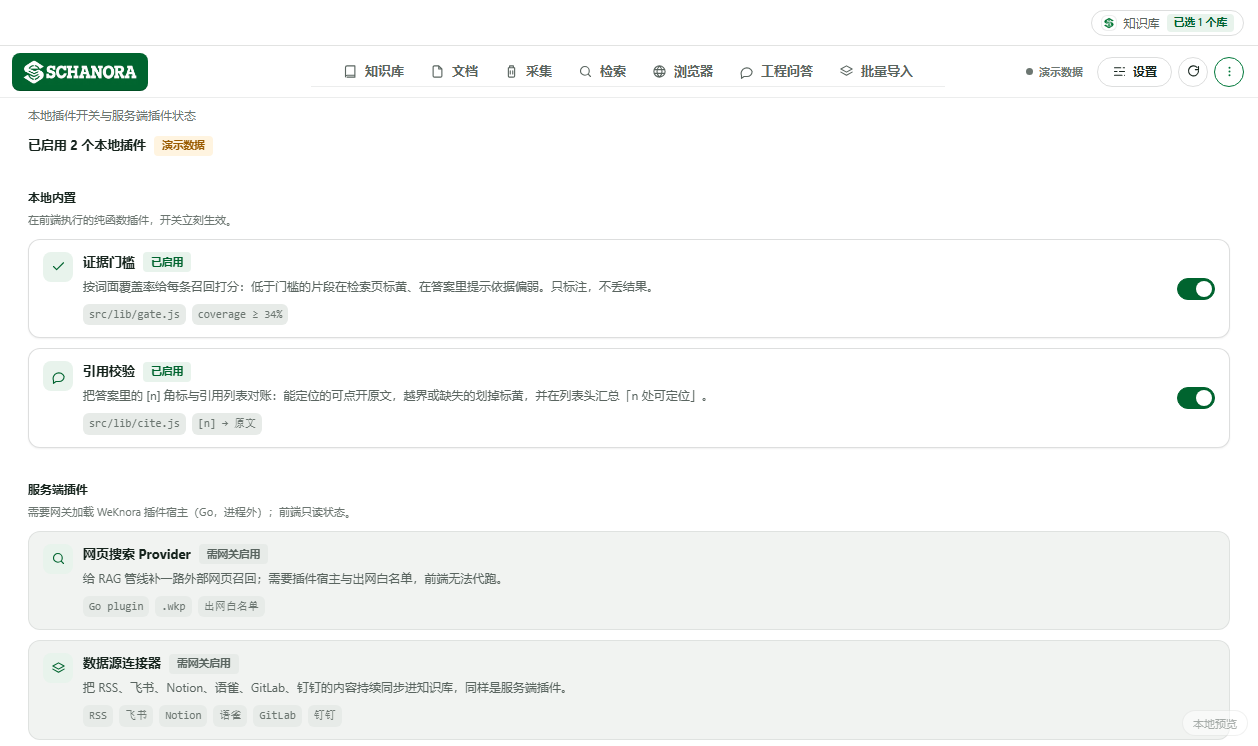 知识库 已选 1 个库
SCHANORA
知识库 文档 采集 检索 浏览器 工程问答 批量导入
演示数据 设置
本地插件开关与服务端插件状态
已启用 2 个本地插件 演示数据
本地内置
在前端执行的纯函数插件，开关立刻生效。
证据门槛 已启用
按词面覆盖率给每条召回打分：低于门槛的片段在检索页标黄、在答案里提示依据偏弱。只标注，不丢结果。
src/lib/gate.js coverage ≥ 34%
引用校验 已启用
把答案里的 [n] 角标与引用列表对账：能定位的可点开原文，越界或缺失的划掉标黄，并在列表头汇总「n 处可定位」。
src/lib/cite.js [n] → 原文
服务端插件
需要网关加载 WeKnora 插件宿主（Go，进程外）；前端只读状态。
网页搜索 Provider 需网关启用
给 RAG 管线补一路外部网页召回；需要插件宿主与出网白名单，前端无法代跑。
Go plugin .wkp 出网白名单
数据源连接器 需网关启用
把 RSS、飞书、Notion、语雀、GitLab、钉钉的内容持续同步进知识库，同样是服务端插件。
RSS 飞书 Notion 语雀 GitLab 钉钉
本地预览